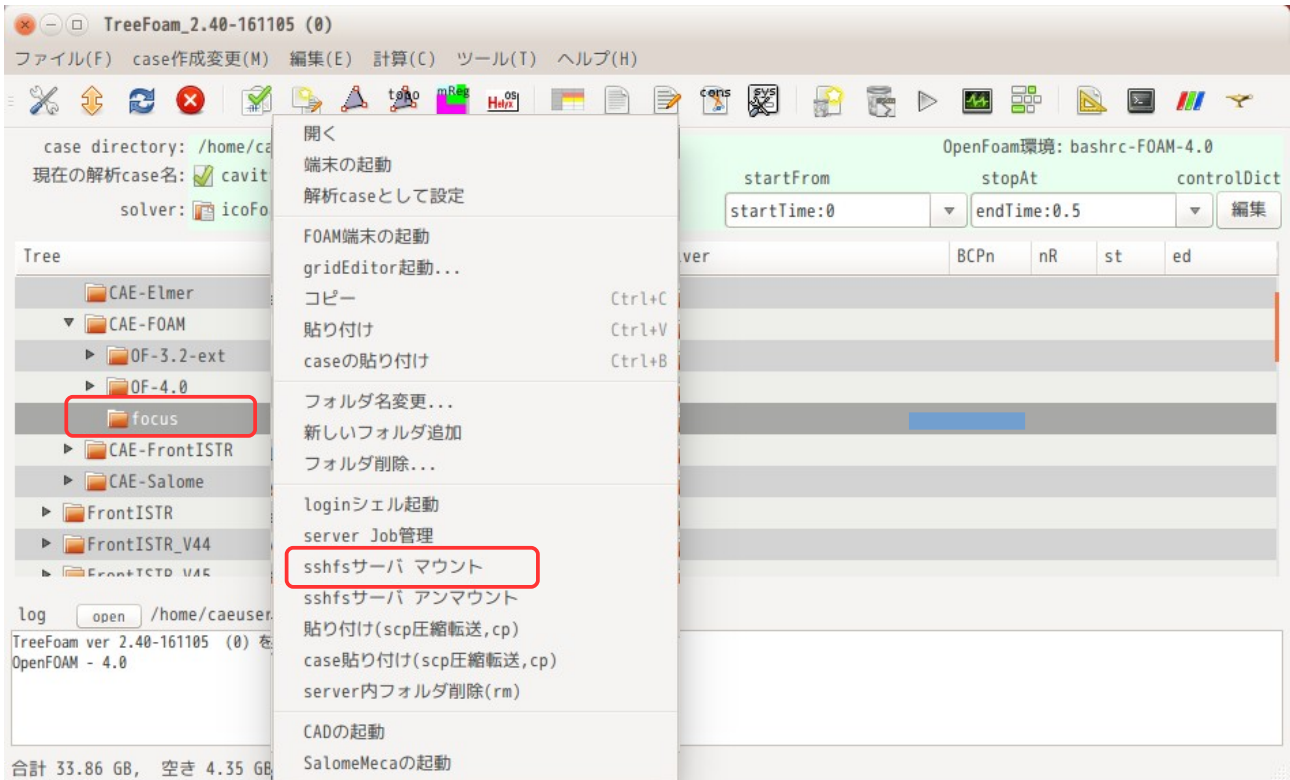 TreeFoam_2.40-161105 (0)
ファイル(F) case作成変更(M) 編集(E) 計算(C) ツール(T) ヘルプ(H)
topo mReg Helyx OS cons sys
case directory: /home/ca
OpenFoam環境: bashrc-FOAM-4.0
現在の解析case名: cavit
startFrom stopAt controlDict
solver: icoFo
startTime:0 endTime:0.5 編集
Tree ver BCPn nR st ed
CAE-Elmer
CAE-FOAM
OF-3.2-ext
OF-4.0
focus
CAE-FrontISTR
CAE-Salome
FrontISTR
FrontISTR_V44
FrontISTR_V45
開く
端末の起動
解析caseとして設定
FOAM端末の起動
gridEditor起動...
コピー Ctrl+C
貼り付け Ctrl+V
caseの貼り付け Ctrl+B
フォルダ名変更...
新しいフォルダ追加
フォルダ削除...
loginシェル起動
server Job管理
sshfsサーバ マウント
sshfsサーバ アンマウント
貼り付け(scp圧縮転送,cp)
case貼り付け(scp圧縮転送,cp)
server内フォルダ削除(rm)
CADの起動
SalomeMecaの起動
log open /home/caeuser
TreeFoam ver 2.40-161105 (0) を
OpenFOAM - 4.0
合計 33.86 GB, 空き 4.35 GB